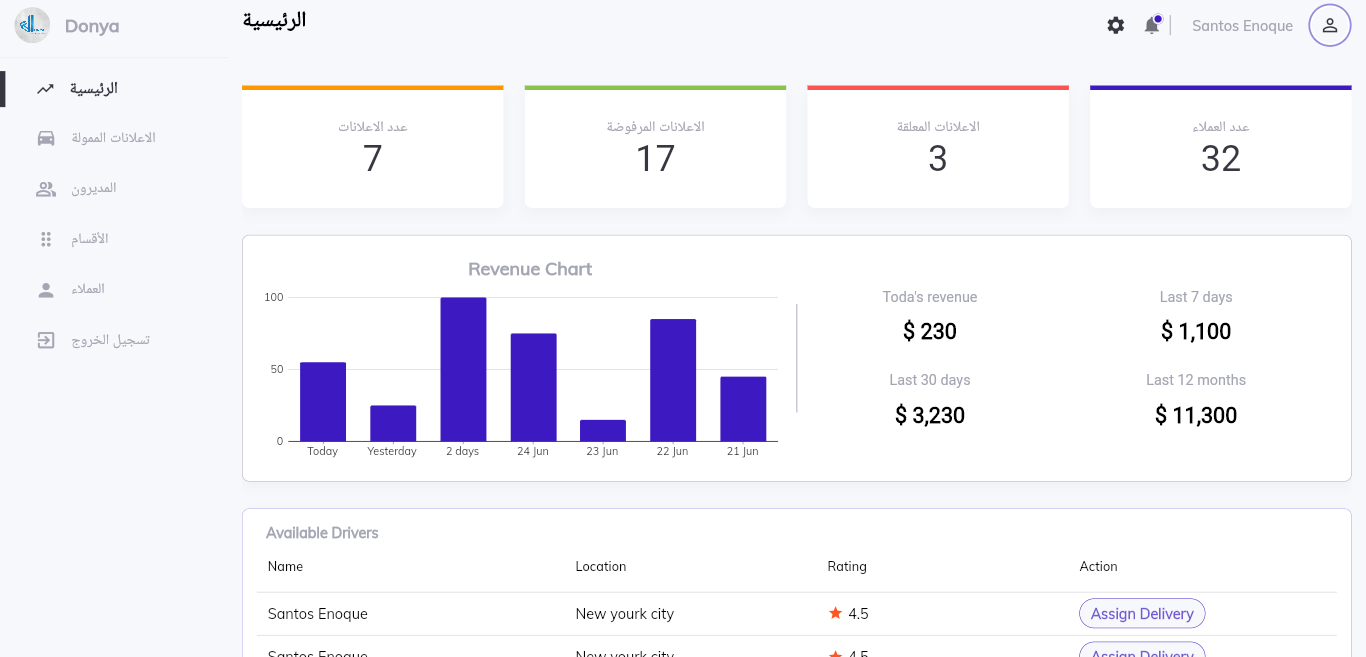 Donya
الرئيسية
Santos Enoque
الرئيسية
الاعلانات الممولة
المديرون
الأقسام
العملاء
تسجيل الخروج
عدد الاعلانات
7
الاعلانات المرفوضة
17
الاعلانات المعلقة
3
عدد العملاء
32
Revenue Chart
100
50
0
Today Yesterday 2 days 24 Jun 23 Jun 22 Jun 21 Jun
Toda's revenue
$ 230
Last 7 days
$ 1,100
Last 30 days
$ 3,230
Last 12 months
$ 11,300
Available Drivers
Name Location Rating Action
Santos Enoque New yourk city 4.5 Assign Delivery
Santos Enoque New yourk city 4.5 Assign Delivery